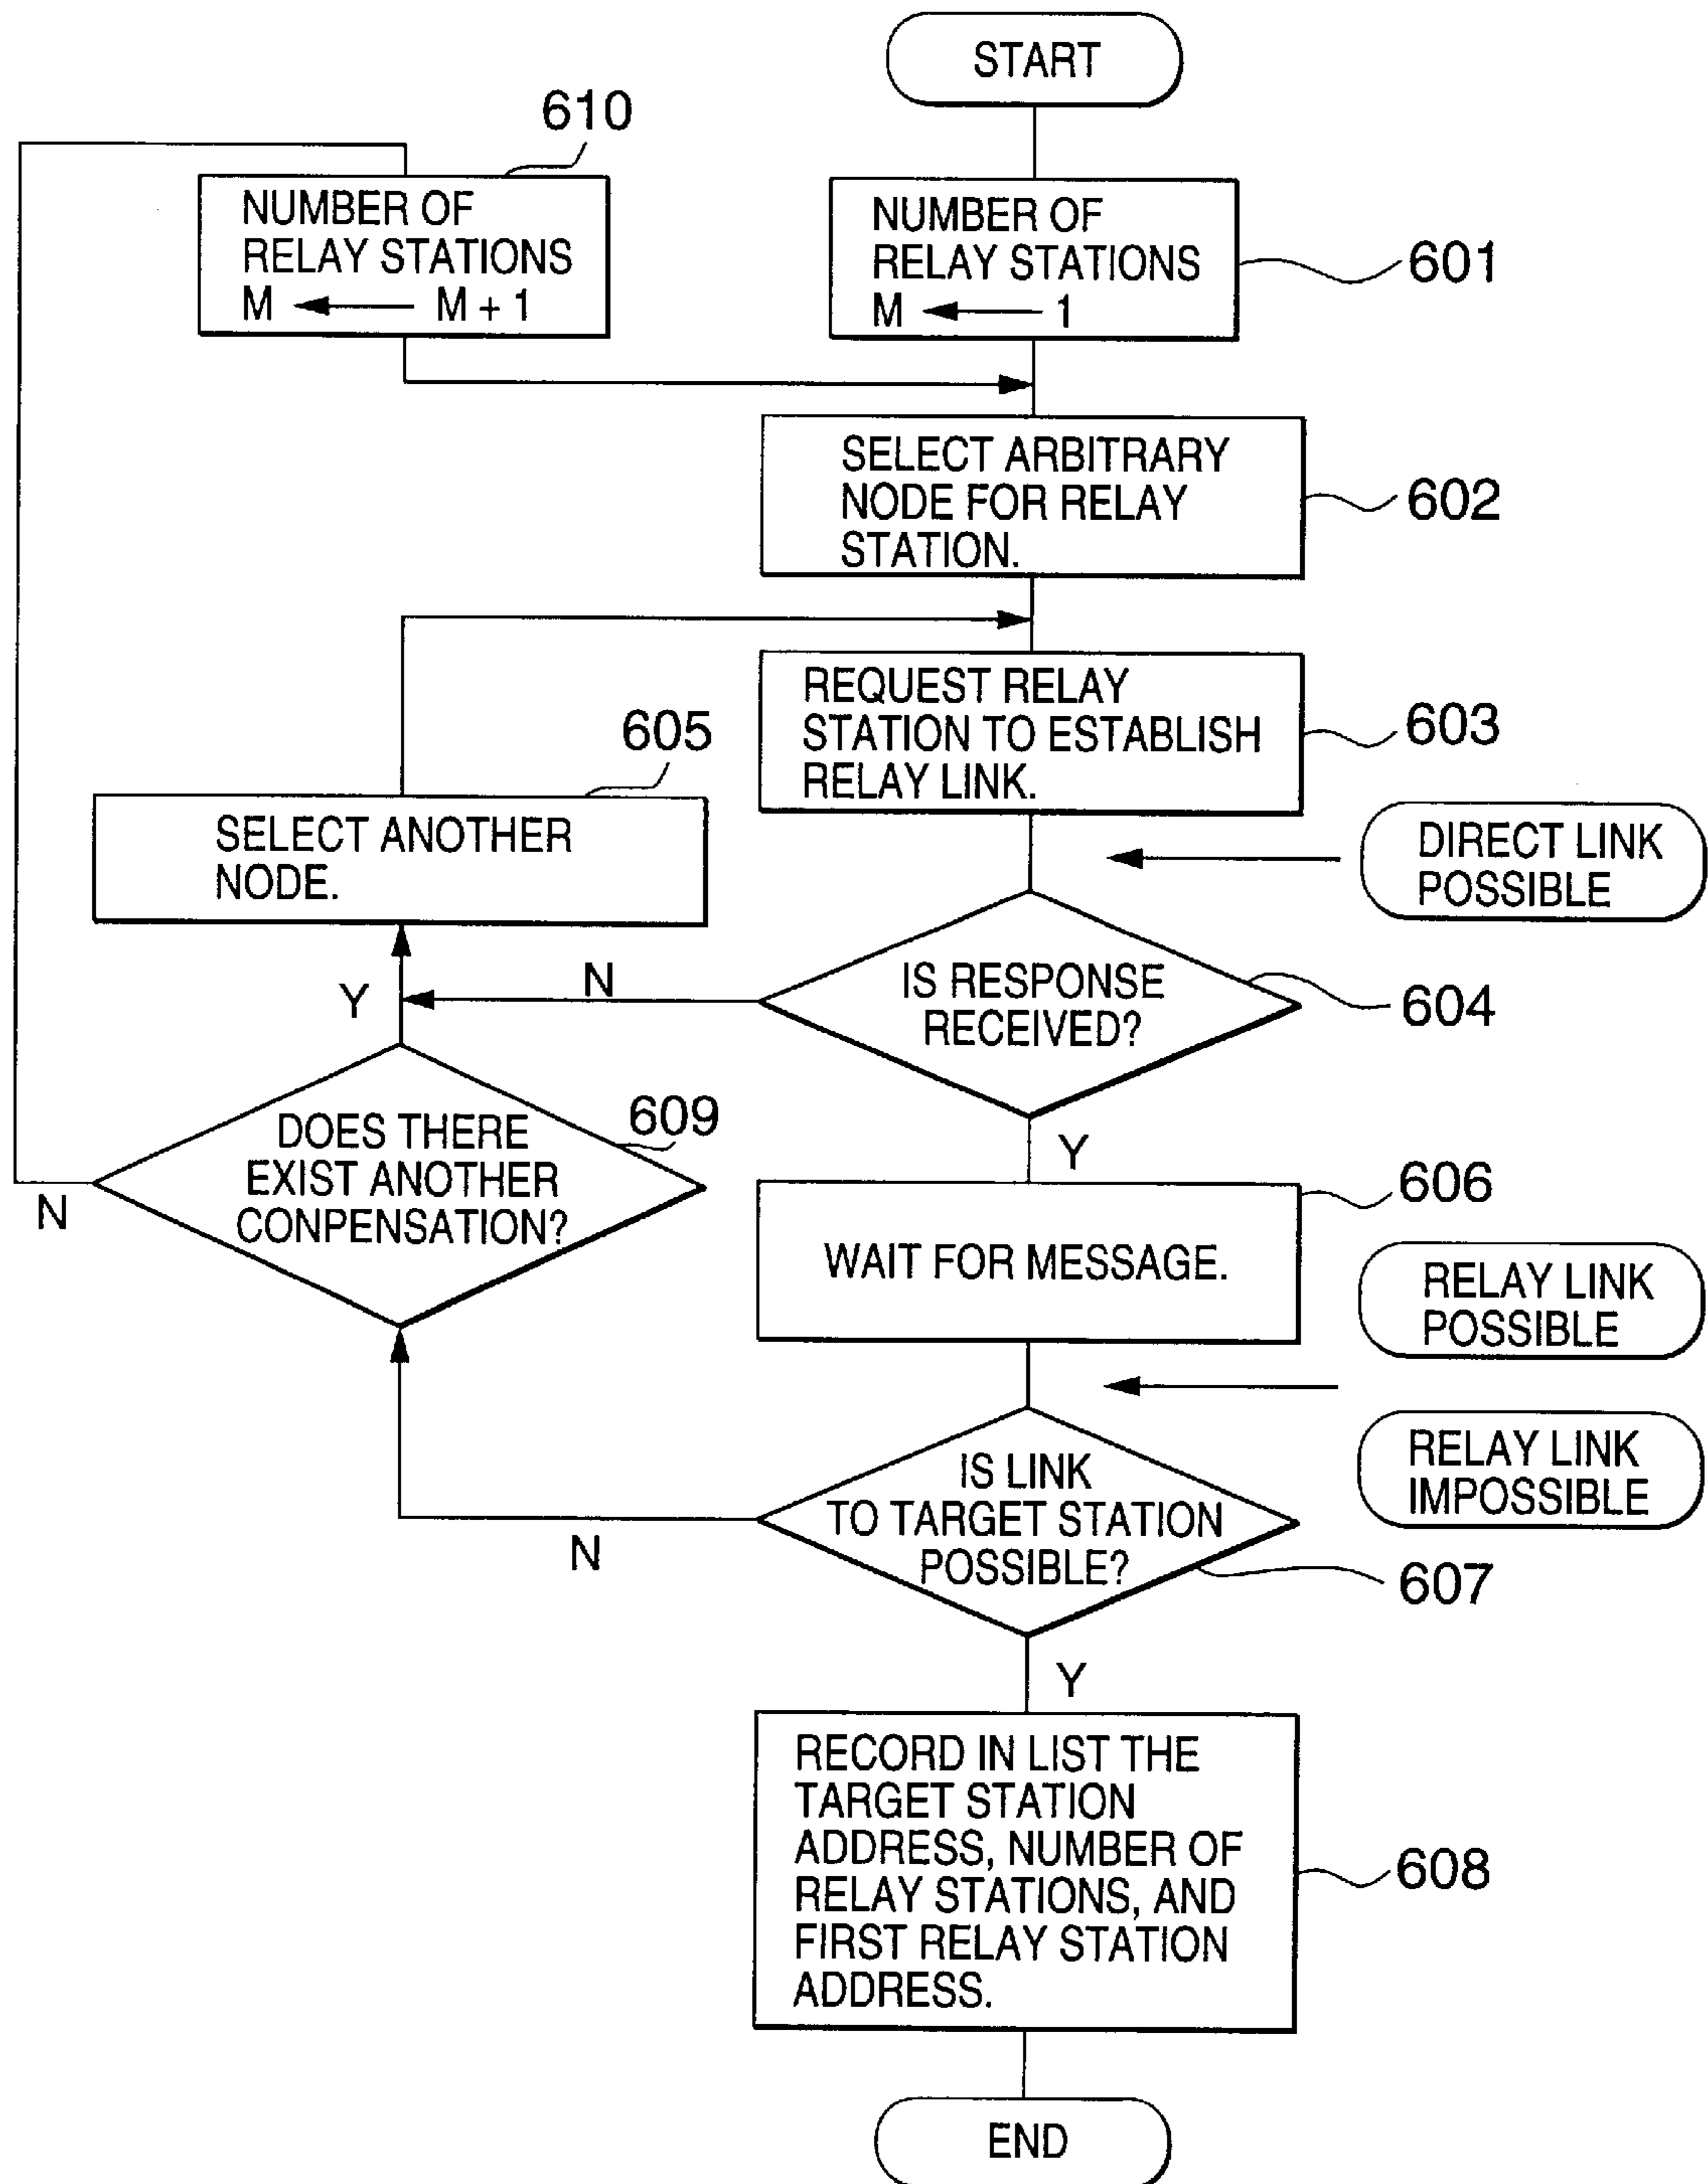 START
610
NUMBER OF
RELAY STATIONS
M ← M + 1
NUMBER OF
RELAY STATIONS
M ← 1
601
SELECT ARBITRARY
NODE FOR RELAY
STATION.
602
REQUEST RELAY
STATION TO ESTABLISH
RELAY LINK.
603
605
SELECT ANOTHER
NODE.
DIRECT LINK
POSSIBLE
IS RESPONSE
RECEIVED?
604
N
Y
Y
DOES THERE
EXIST ANOTHER
CONPENSATION?
609
N
606
WAIT FOR MESSAGE.
RELAY LINK
POSSIBLE
RELAY LINK
IMPOSSIBLE
IS LINK
TO TARGET STATION
POSSIBLE?
607
N
Y
RECORD IN LIST THE
TARGET STATION
ADDRESS, NUMBER OF
RELAY STATIONS, AND
FIRST RELAY STATION
ADDRESS.
608
END